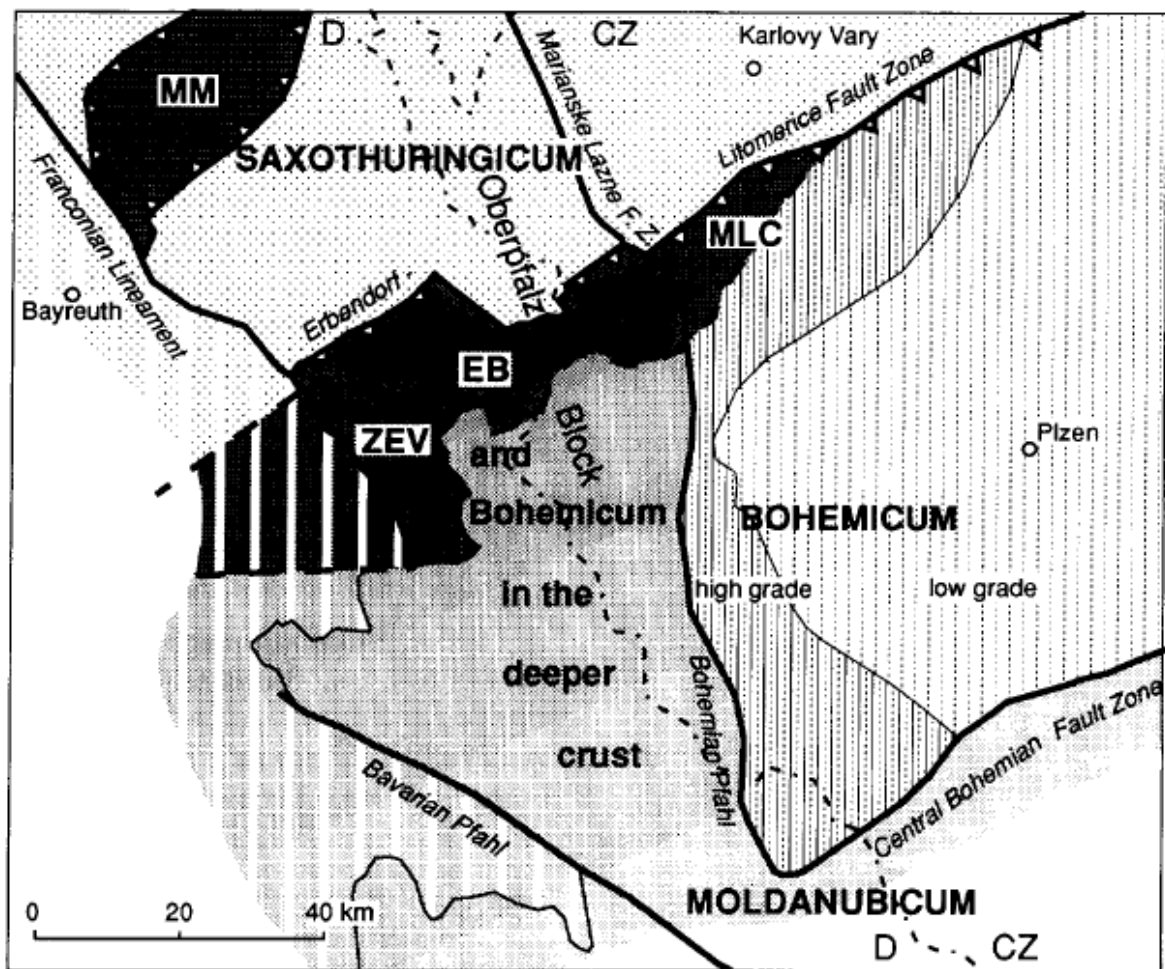 D
CZ
Karlovy Vary
MM
Marianske Lazne F. Z.
Litomerice Fault Zone
SAXOTHURINGICUM
Franconian Lineament
Oberpfalz
MLC
Bayreuth
Erbendorf
EB
ZEV
Block
Plzen
and
Bohemicum
BOHEMICUM
in the
high grade
low grade
deeper
crust
Bohemian Pfahl
Bavarian Pfahl
Central Bohemian Fault Zone
MOLDANUBICUM
0 20 40 km
D
CZ